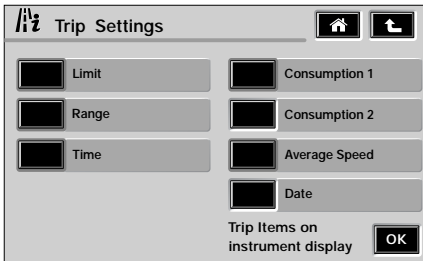 Trip Settings
Limit
Range
Time
Consumption 1
Consumption 2
Average Speed
Date
Trip Items on
instrument display
OK